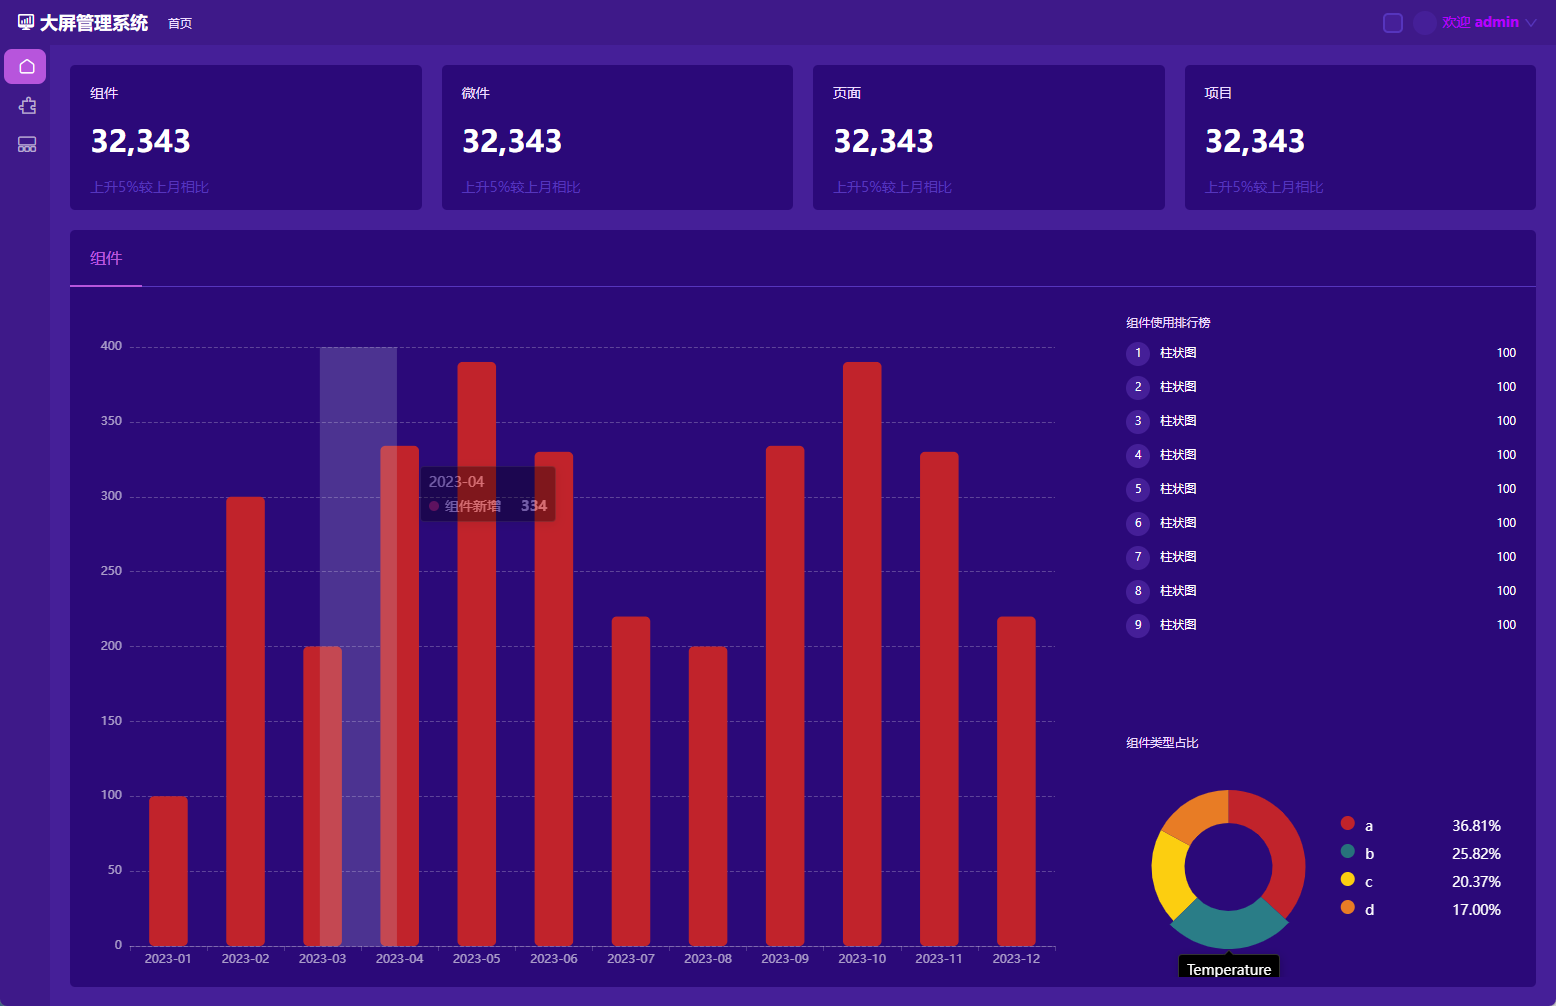 大屏管理系统
首页
欢迎 admin
组件
32,343
上升5%较上月相比
微件
32,343
上升5%较上月相比
页面
32,343
上升5%较上月相比
项目
32,343
上升5%较上月相比
组件
400
350
300
250
200
150
100
50
0
2023-01
2023-02
2023-03
2023-04
2023-05
2023-06
2023-07
2023-08
2023-09
2023-10
2023-11
2023-12
2023-04
组件新增 334
组件使用排行榜
1 柱状图 100
2 柱状图 100
3 柱状图 100
4 柱状图 100
5 柱状图 100
6 柱状图 100
7 柱状图 100
8 柱状图 100
9 柱状图 100
组件类型占比
a 36.81%
b 25.82%
c 20.37%
d 17.00%
Temperature